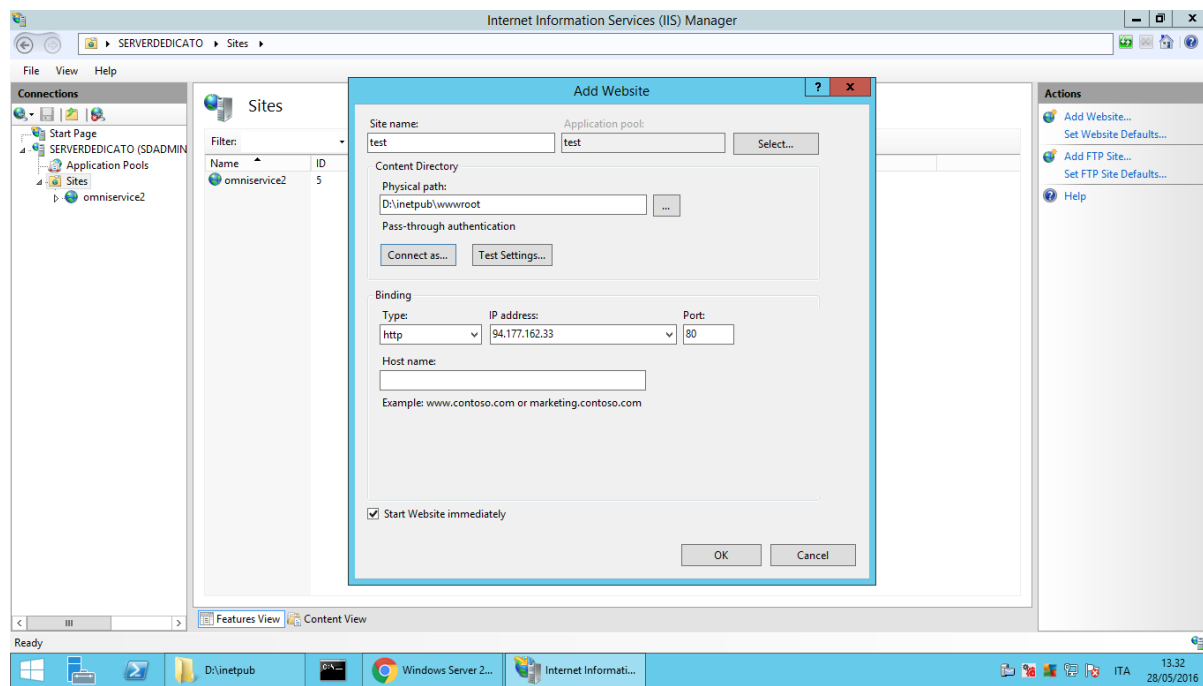 Internet Information Services (IIS) Manager
SERVERDEDICATO Sites
File View Help
Connections
Start Page
SERVERDEDICATO (SDADMIN
Application Pools
Sites
omniservice2
Sites
Filter:
Name ID
omniservice2 5
Add Website
?
x
Site name:
Application pool:
test
test
Select...
Content Directory
Physical path:
D:\inetpub\wwwroot
...
Pass-through authentication
Connect as...
Test Settings...
Binding
Type:
IP address:
Port:
http
94.177.162.33
80
Host name:
Example: www.contoso.com or marketing.contoso.com
Start Website immediately
OK
Cancel
Actions
Add Website...
Set Website Defaults...
Add FTP Site...
Set FTP Site Defaults...
Help
Features View
Content View
Ready
D:\inetpub
Windows Server 2...
Internet Informati...
ITA
13.32
28/05/2016